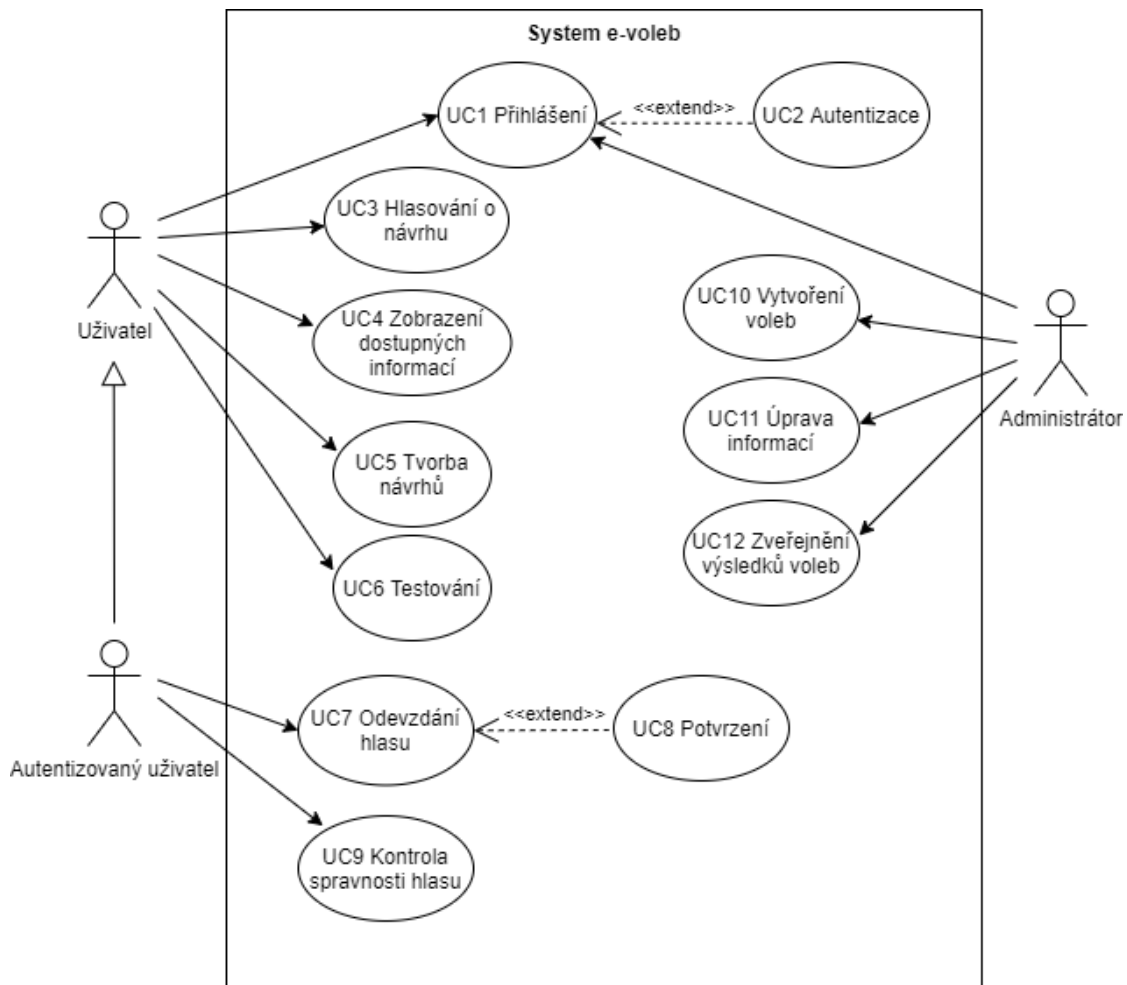 System e-voleb
UC1 Přihlášení
<<extend>>
UC2 Autentizace
UC3 Hlasování o
návrhu
Uživatel
UC4 Zobrazení
dostupných
informací
UC10 Vytvoření
voleb
Administrátor
UC11 Úprava
informací
UC5 Tvorba
návrhů
UC12 Zveřejnění
výsledků voleb
UC6 Testování
Autentizovaný uživatel
UC7 Odevzdání
hlasu
<<extend>>
UC8 Potvrzení
UC9 Kontrola
spravnosti hlasu